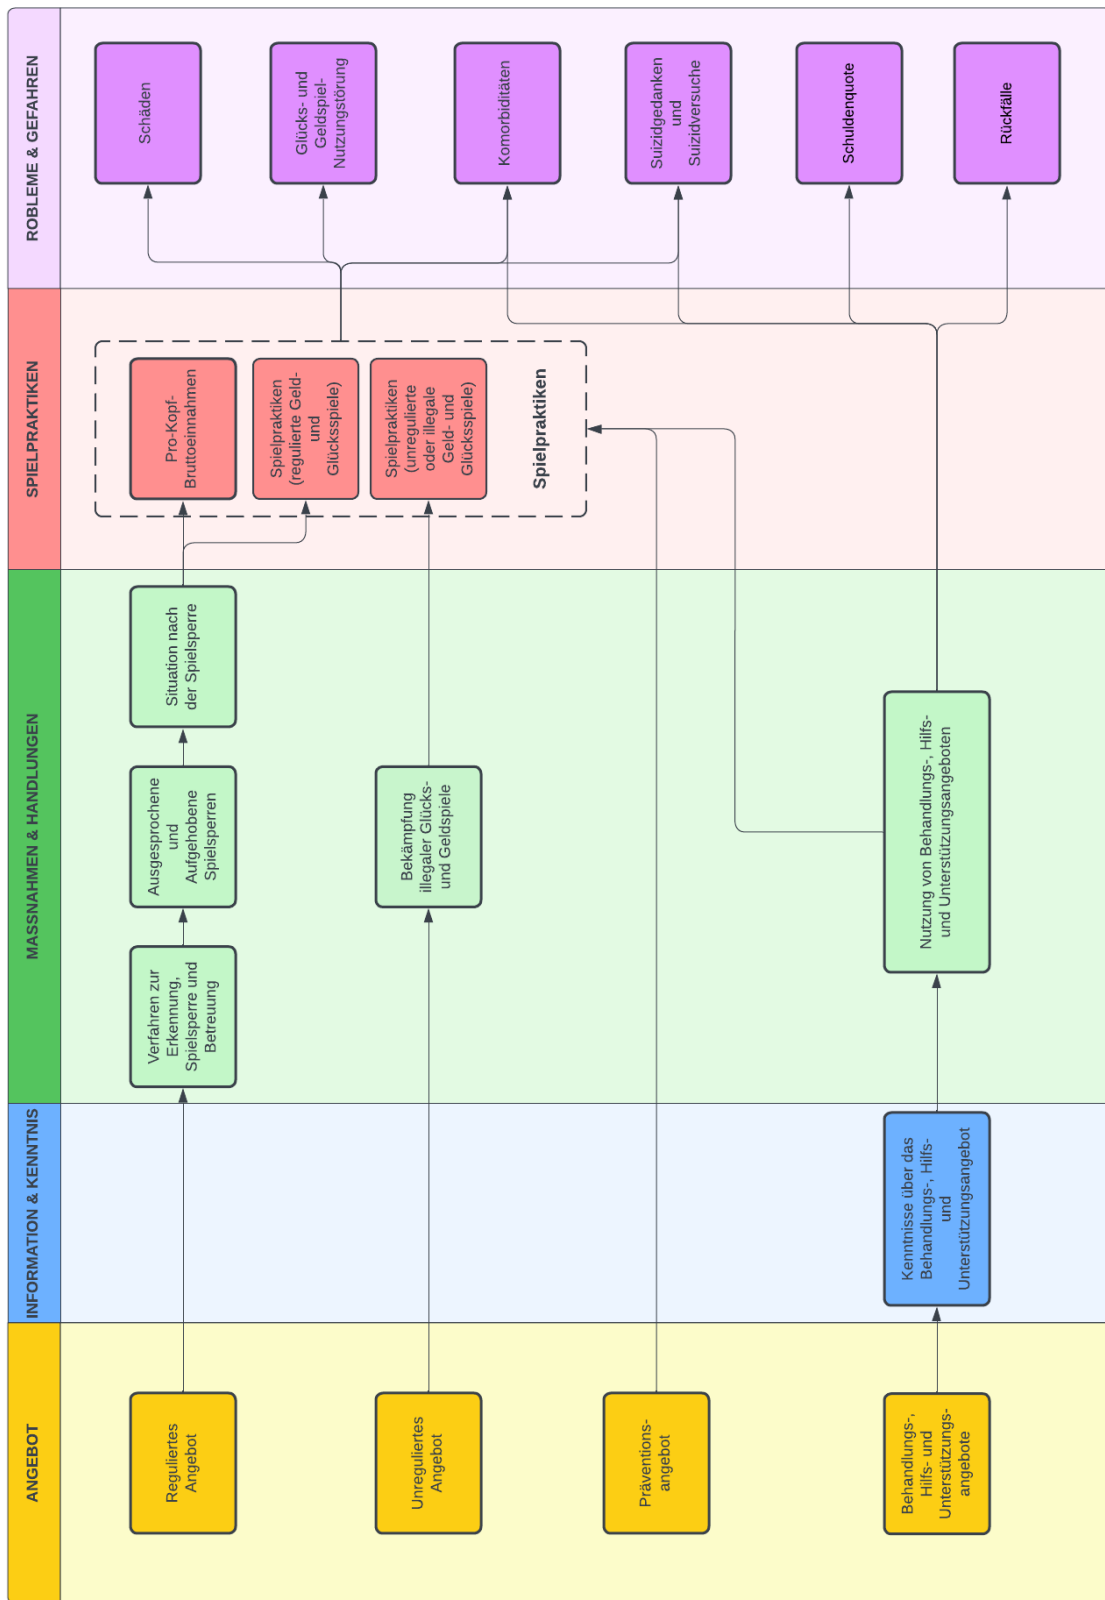 ANGEBOT
Reguliertes
Angebot
Unreguliertes
Angebot
Präventions-
angebot
Behandlungs-,
Hilfs- und
Unterstützungs-
angebote
INFORMATION & KENNTNIS
Kenntnisse über das
Behandlungs-, Hilfs-
und
Unterstützungsangebot
MASSNAHMEN & HANDLUNGEN
Verfahren zur
Erkennung,
Spielsperre und
Betreuung
Ausgesprochene
und
Aufgehobene
Spielsperren
Situation nach
der Spielsperre
Bekämpfung
illegaler Glücks-
und Geldspiele
Nutzung von Behandlungs-, Hilfs-
und Unterstützungsangeboten
SPIELPRAKTIKEN
Pro-Kopf-
Bruttoeinnahmen
Spielpraktiken
(regulierte Geld-
und
Glücksspiele)
Spielpraktiken
(unregulierte
oder illegale
Geld- und
Glücksspiele)
Spielpraktiken
ROBLEME & GEFAHREN
Schäden
Glücks- und
Geldspiel-
Nutzungstörung
Komorbiditäten
Suizidgedanken
und
Suizidversuche
Schuldenquote
Rückfälle